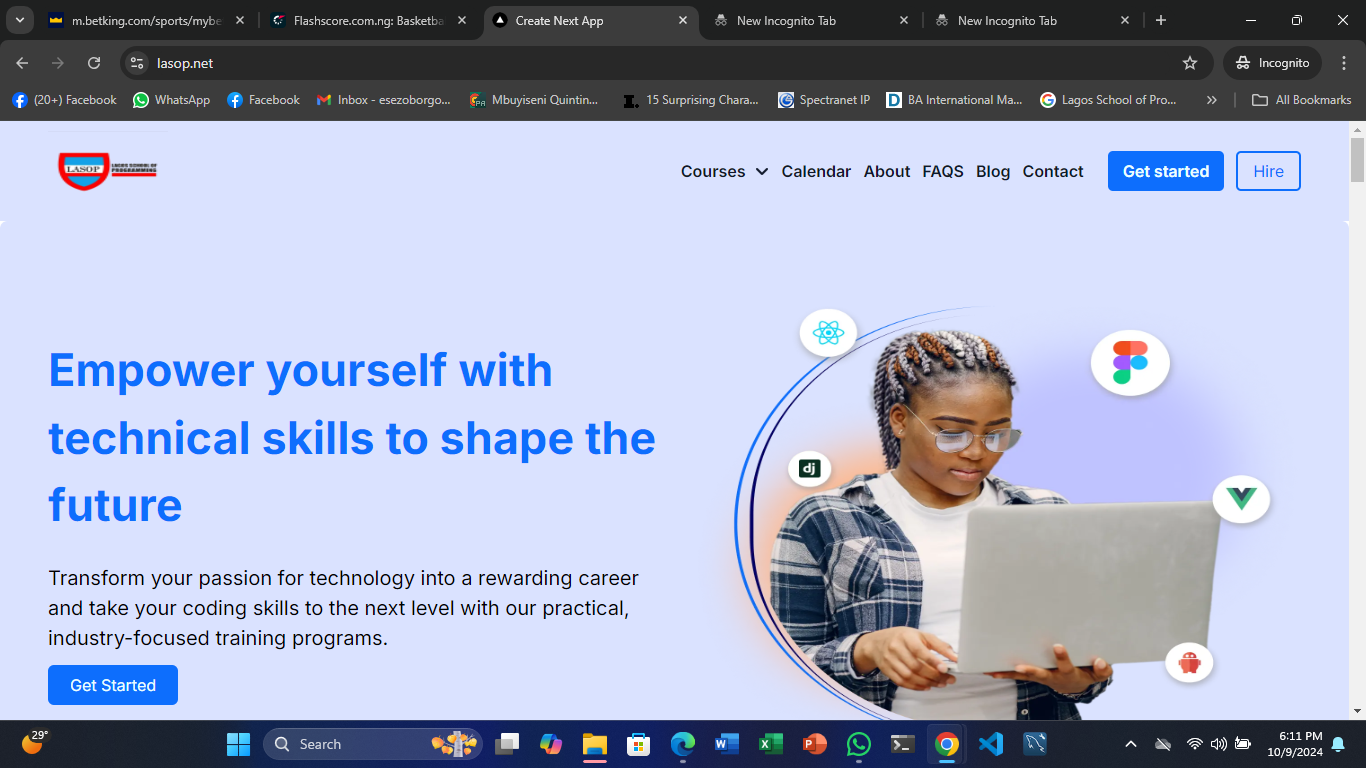 m.betking.com/sports/mybe
Flashscore.com.ng: Basketba
Create Next App
New Incognito Tab
New Incognito Tab
lasop.net
Incognito
(20+) Facebook
WhatsApp
Facebook
Inbox - esezoborgo...
Mbuyiseni Quintin...
15 Surprising Chara...
Spectranet IP
BA International Ma...
Lagos School of Pro...
All Bookmarks
LASOP
LAGOS SCHOOL OF
PROGRAMMING
Courses
Calendar
About
FAQS
Blog
Contact
Get started
Hire
Empower yourself with
technical skills to shape the
future
dj
Transform your passion for technology into a rewarding career
and take your coding skills to the next level with our practical,
industry-focused training programs.
Get Started
29°
Search
6:11 PM
10/9/2024